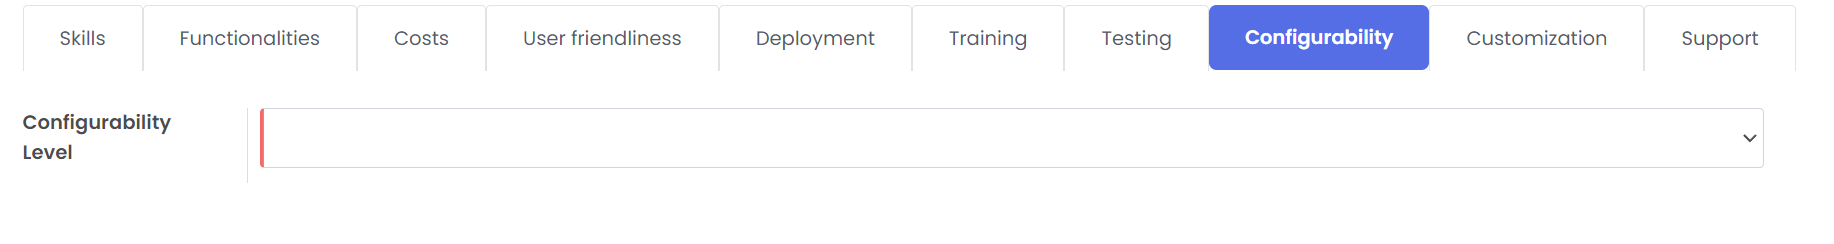 Skills Functionalities Costs User friendliness Deployment Training Testing Configurability Customization Support
Configurability
Level